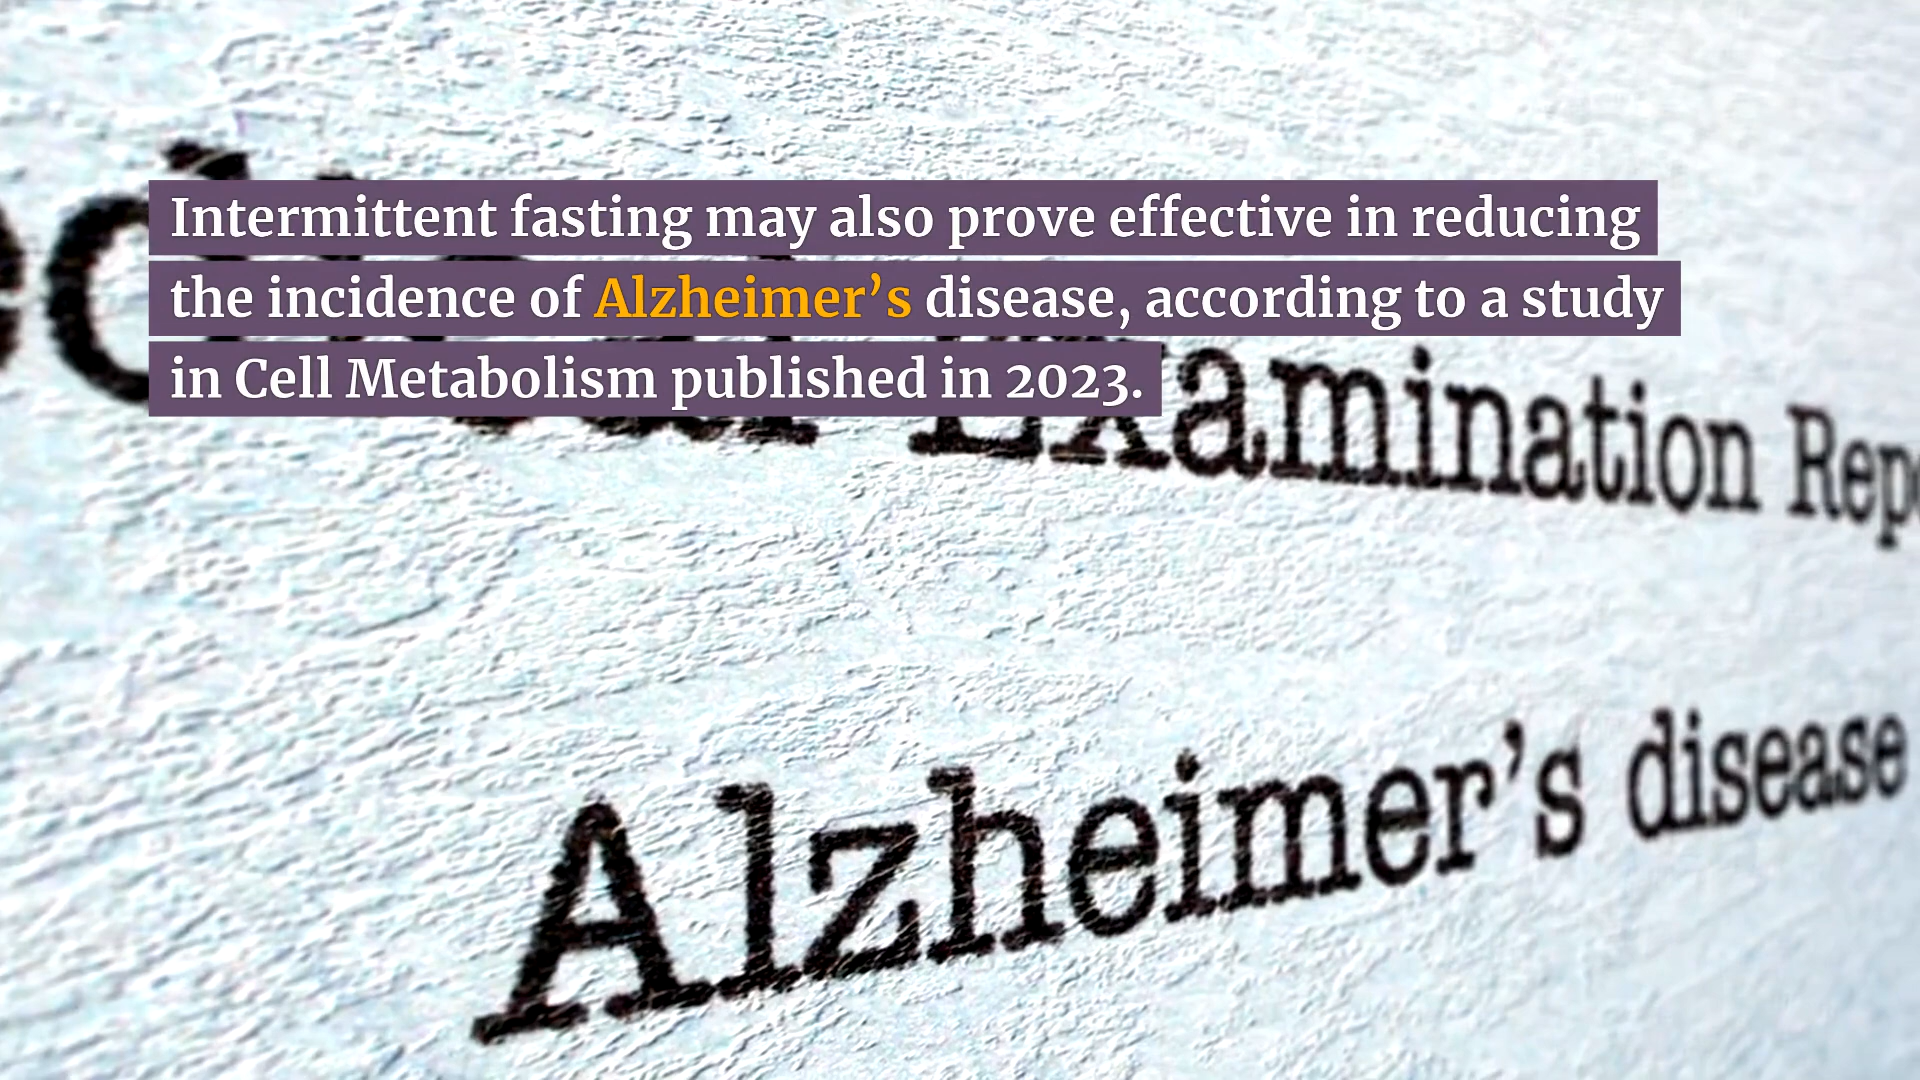 Intermittent fasting may also prove effective in reducing
the incidence of Alzheimer’s disease, according to a study
in Cell Metabolism published in 2023.
Examination
Alzheimer’s disease